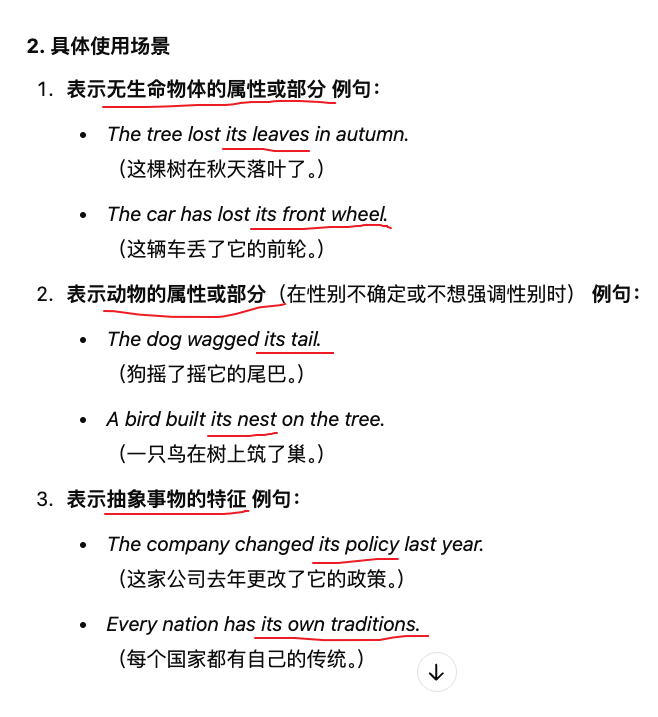 2. 具体使用场景
1. 表示无生命物体的属性或部分 例句：
• The tree lost its leaves in autumn.
（这棵树在秋天落叶了。）
• The car has lost its front wheel.
（这辆车丢了它的前轮。）
2. 表示动物的属性或部分（在性别不确定或不想强调性别时） 例句：
• The dog wagged its tail.
（狗摇了摇它的尾巴。）
• A bird built its nest on the tree.
（一只鸟在树上筑了巢。）
3. 表示抽象事物的特征 例句：
• The company changed its policy last year.
（这家公司去年更改了它的政策。）
• Every nation has its own traditions.
（每个国家都有自己的传统。）